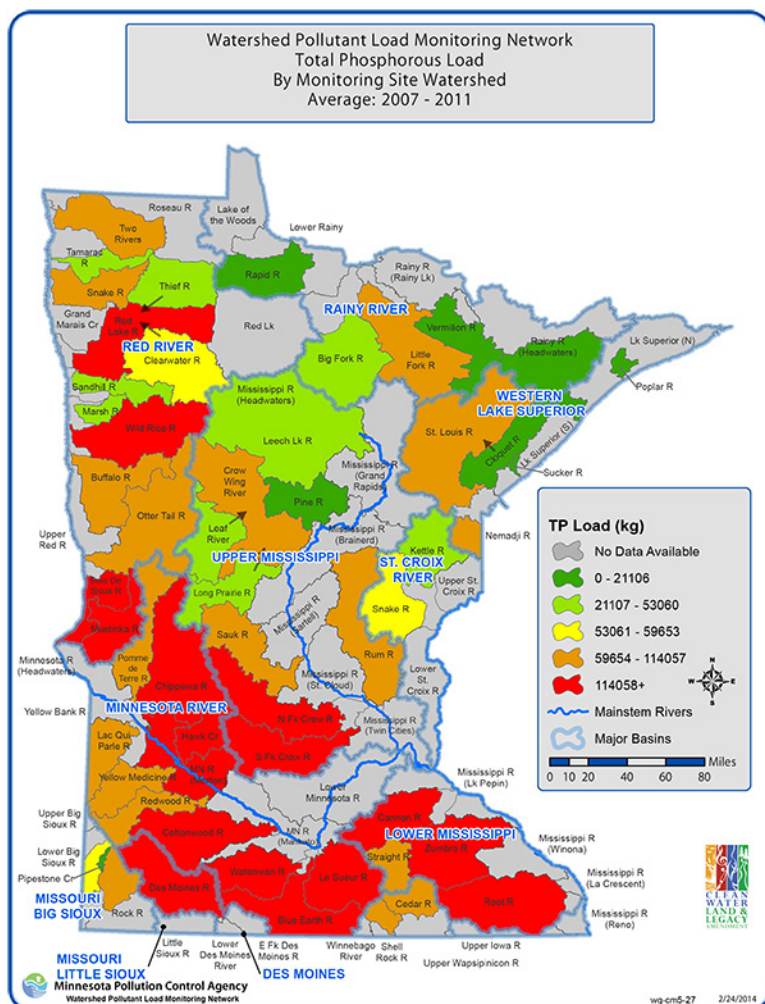 Watershed Pollutant Load Monitoring Network
Total Phosphorous Load
By Monitoring Site Watershed
Average: 2007 - 2011
Roseau R
Lake of
the Woods
Lower Rainy
Two
Rivers
Tamarac
R
Thief R
Rapid R
Rainy R
(Rainy Lk)
Snake R
RAINY RIVER
Grand
Marais Cr
Red
Lake R
Red Lk
Vermilion R
Rainy R
(Headwaters)
Lk Superior (N)
RED RIVER
Clearwater R
Big Fork R
Little
Fork R
Poplar R
Sandhill R
Mississippi R
(Headwaters)
WESTERN
LAKE SUPERIOR
Marsh R
Wild Rice R
Leech Lk R
St. Louis R
Cloquet R
Lk Superior (S)
Sucker R
Buffalo R
Crow
Wing
River
Mississippi R
(Grand
Rapids)
Pine R
Otter Tail R
Leaf
River
Mississippi R
(Brainerd)
Nemadji R
Upper
Red R
UPPER MISSISSIPPI
Kettle R
ST. CROIX
RIVER
Upper St.
Croix R
Bois De
Sioux R
Long Prairie R
Mississippi R
(Sartell)
Snake R
Mustinka R
Sauk R
Rum R
Minnesota R
(Headwaters)
Pomme
de
Terre R
Chippewa R
Mississippi R
(St. Cloud)
Lower
St.
Croix R
Yellow Bank R
MINNESOTA RIVER
N Fk Crow R
Mississippi R
(Twin Cities)
Lac Qui
Parle R
Hawk Cr
S Fk Crow R
Yellow Medicine R
MN R
Redwood R
Lower
Minnesota R
Mississippi R
(Lk Pepin)
Upper Big
Sioux R
Cottonwood R
MN R
(Mankato)
Cannon R
LOWER MISSISSIPPI
Zumbro R
Mississippi R
(Winona)
Lower Big
Sioux R
Pipestone Cr
Watonwan R
Le Sueur R
Straight R
Mississippi R
(La Crescent)
MISSOURI
BIG SIOUX
Des Moines R
Root R
Cedar R
Rock R
Blue Earth R
Mississippi R
(Reno)
MISSOURI
LITTLE SIOUX
Little
Sioux R
Lower
Des Moines
River
E Fk Des
Moines R
DES MOINES
Winnebago
River
Shell
Rock R
Upper Iowa R
Upper Wapsipinicon R
TP Load (kg)
No Data Available
0 - 21106
21107 - 53060
53061 - 59653
59654 - 114057
114058+
Mainstem Rivers
Major Basins
N
W
E
S
Miles
0 10 20 40 60 80
CLEAN
WATER
LAND &
LEGACY
AMENDMENT
Minnesota Pollution Control Agency
Watershed Pollutant Load Monitoring Network
wq-cm5-27
2/24/2014